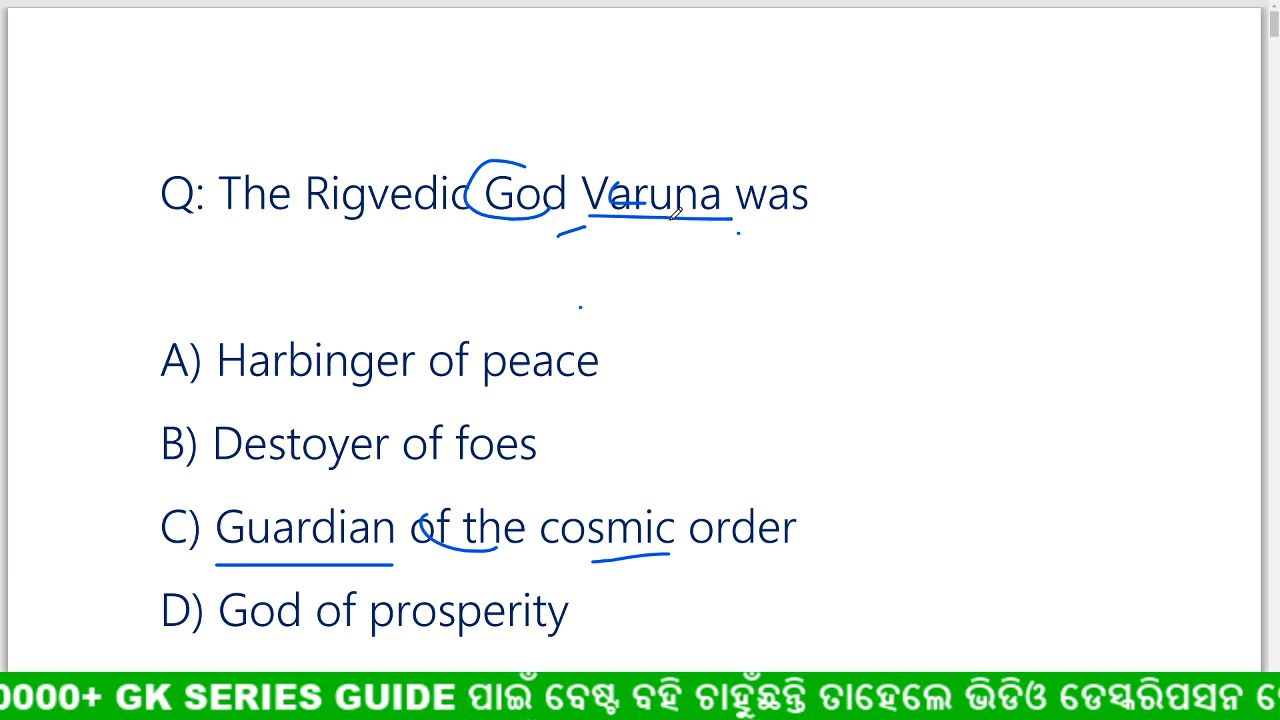 Q: The Rigvedic God Varuna was
A) Harbinger of peace
B) Destoyer of foes
C) Guardian of the cosmic order
D) God of prosperity
0000+ GK SERIES GUIDE ପାଇଁ ବେଷ୍ଟ ବହି ଚାହୁଁଛନ୍ତି ତାହେଲେ ଭିଡିଓ ଡେସ୍କରିପସନ